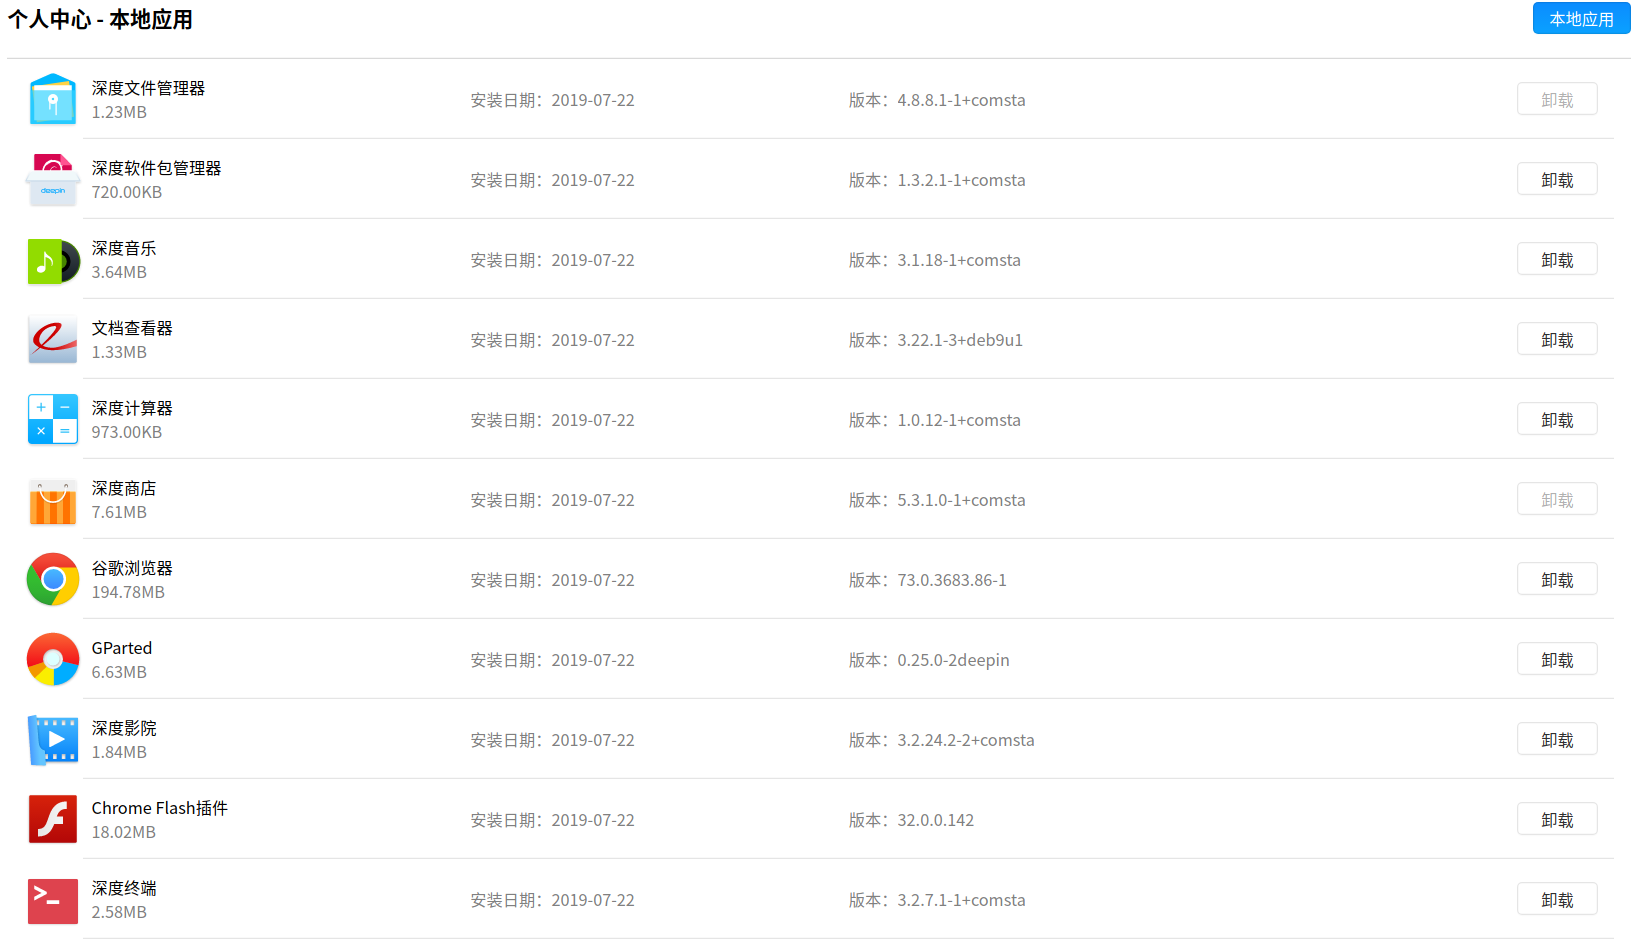 个人中心 - 本地应用
本地应用
深度文件管理器
1.23MB
安装日期：2019-07-22
版本：4.8.8.1-1+comsta
卸载
deepin
深度软件包管理器
720.00KB
安装日期：2019-07-22
版本：1.3.2.1-1+comsta
卸载
深度音乐
3.64MB
安装日期：2019-07-22
版本：3.1.18-1+comsta
卸载
文档查看器
1.33MB
安装日期：2019-07-22
版本：3.22.1-3+deb9u1
卸载
深度计算器
973.00KB
安装日期：2019-07-22
版本：1.0.12-1+comsta
卸载
深度商店
7.61MB
安装日期：2019-07-22
版本：5.3.1.0-1+comsta
卸载
谷歌浏览器
194.78MB
安装日期：2019-07-22
版本：73.0.3683.86-1
卸载
GParted
6.63MB
安装日期：2019-07-22
版本：0.25.0-2deepin
卸载
深度影院
1.84MB
安装日期：2019-07-22
版本：3.2.24.2-2+comsta
卸载
Chrome Flash插件
18.02MB
安装日期：2019-07-22
版本：32.0.0.142
卸载
深度终端
2.58MB
安装日期：2019-07-22
版本：3.2.7.1-1+comsta
卸载